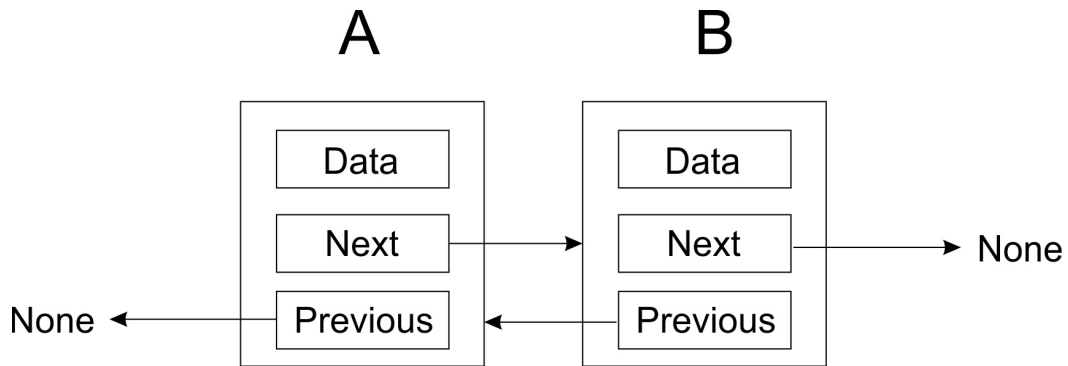 A
B
Data
Next
Previous
Data
Next
Previous
None
None